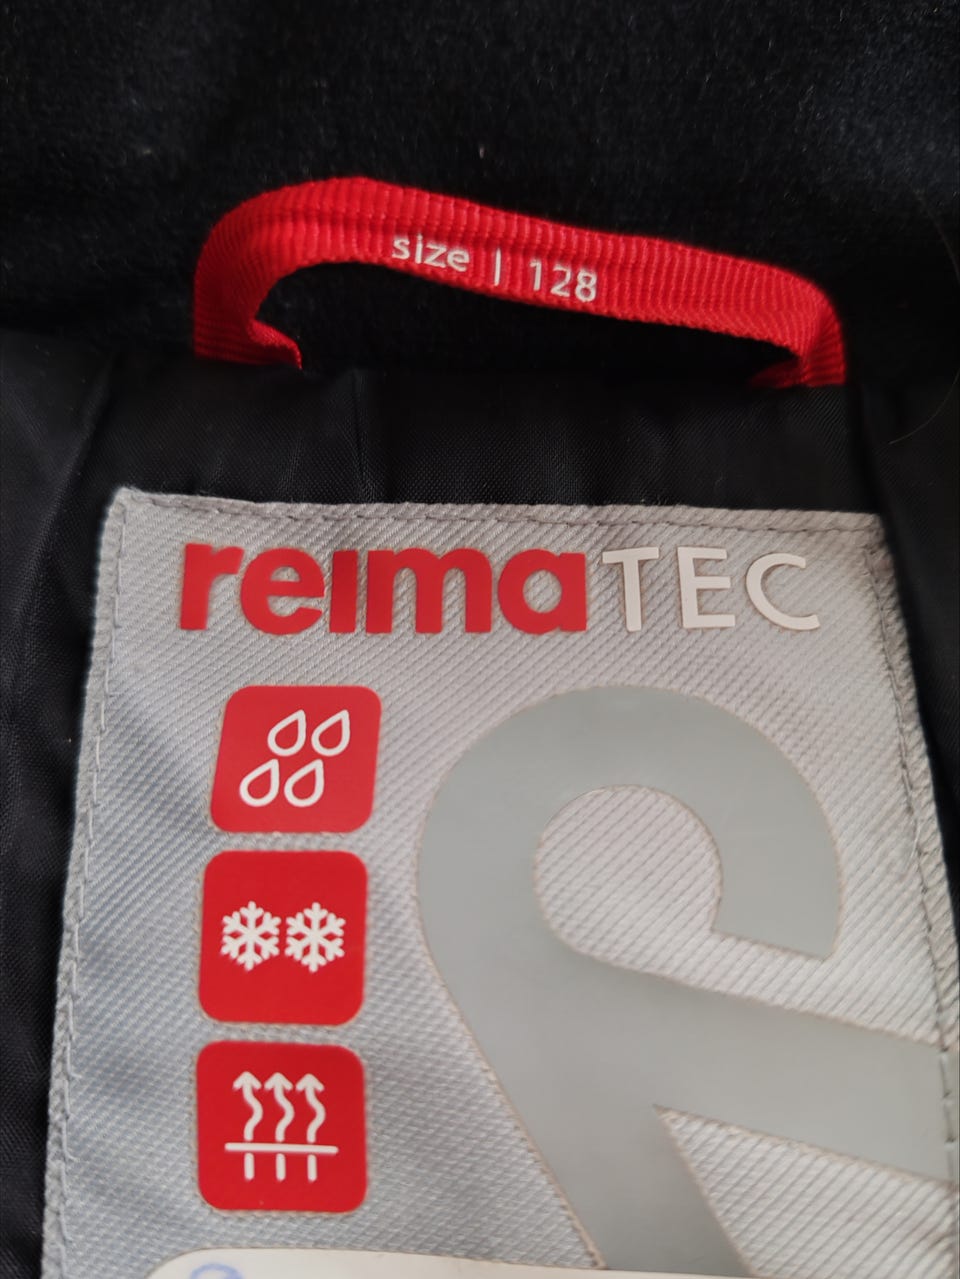 size | 128
reimaTEC